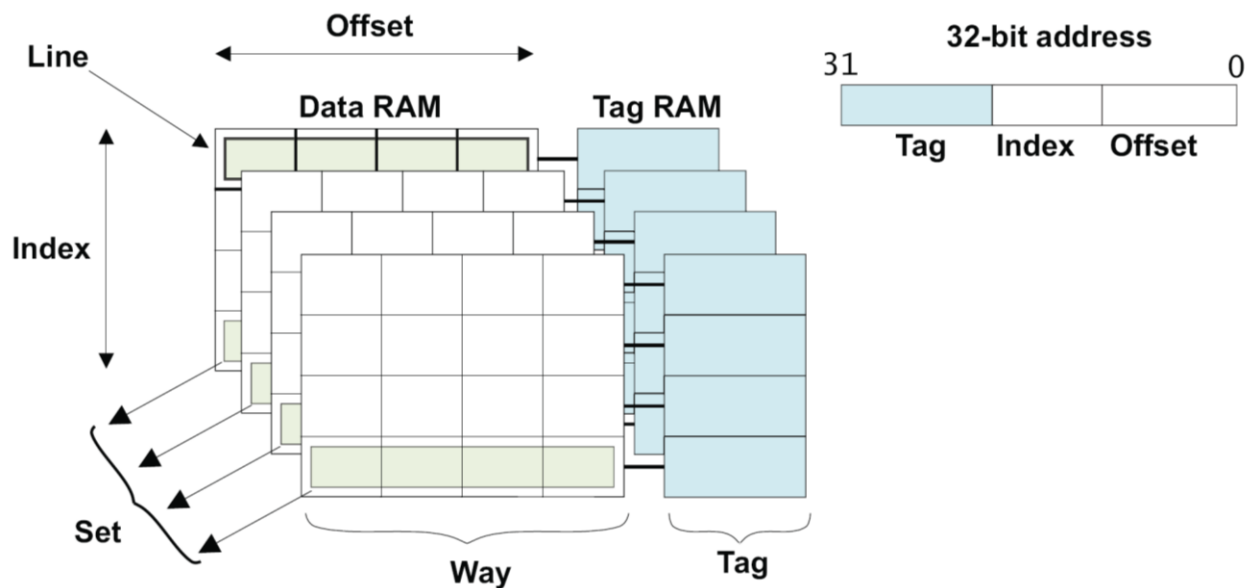 Offset
32-bit address
Line
31
0
Data RAM
Tag RAM
Tag
Index
Offset
Index
Set
Way
Tag